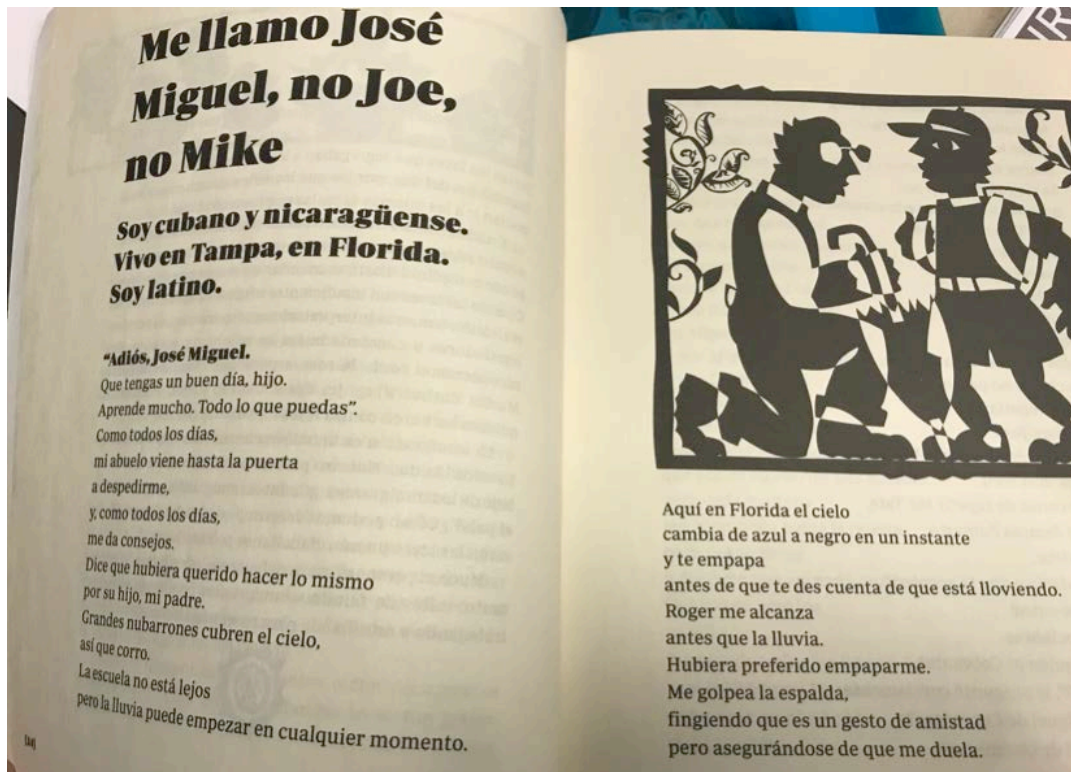 Me llamo José
Miguel, no Joe,
no Mike
Soy cubano y nicaragüense.
Vivo en Tampa, en Florida.
Soy latino.
“Adiós, José Miguel.
Que tengas un buen día, hijo.
Aprende mucho. Todo lo que puedas”.
Como todos los días,
mi abuelo viene hasta la puerta
a despedirme,
y, como todos los días,
me da consejos.
Dice que hubiera querido hacer lo mismo
por su hijo, mi padre.
Grandes nubarrones cubren el cielo,
así que corro.
La escuela no está lejos
pero la lluvia puede empezar en cualquier momento.
Aquí en Florida el cielo
cambia de azul a negro en un instante
y te empapa
antes de que te des cuenta de que está lloviendo.
Roger me alcanza
antes que la lluvia.
Hubiera preferido empaparme.
Me golpea la espalda,
fingiendo que es un gesto de amistad
pero asegurándose de que me duela.